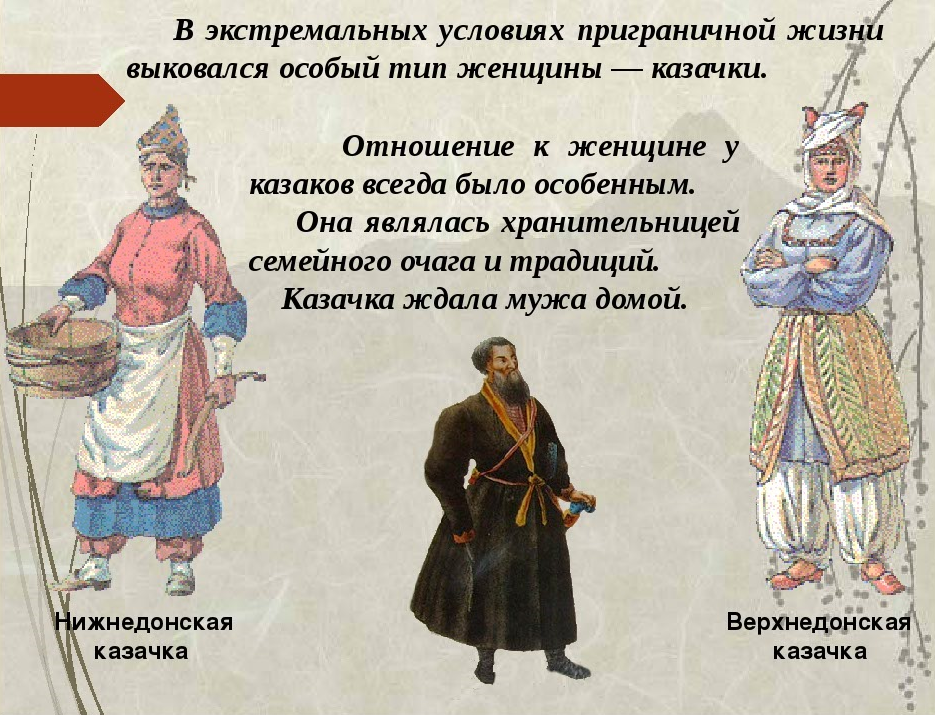 В экстремальных условиях приграничной жизни
выковался особый тип женщины — казачки.
Отношение к женщине у
казаков всегда было особенным.
Она являлась хранительницей
семейного очага и традиций.
Казачка ждала мужа домой.
Нижнедонская
казачка
Верхнедонская
казачка